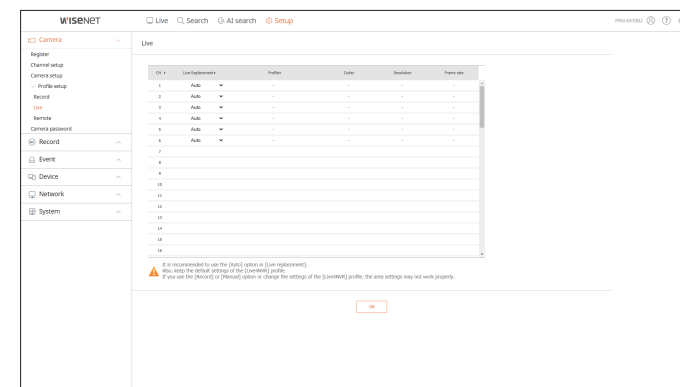 WISENET
Live Search AI search Setup
PRN-6410B2
Camera
Live
Register
Channel setup
Camera setup
Profile setup
Record
Live
Remote
Camera password
Record
Event
Device
Network
System
CH Live Replacement Profiles Codec Resolution Frame rate
1 Auto - - - -
2 Auto - - - -
3 Auto - - - -
4 Auto - - - -
5 Auto - - - -
6 Auto - - - -
7
8
9
10
11
12
13
14
15
16
It is recommended to use the [Auto] option in [Live replacement].
Also, keep the default settings of the [Live4NVR] profile.
If you use the [Record] or [Manual] option or change the settings of the [Live4NVR] profile, the area settings may not work properly.
Ok